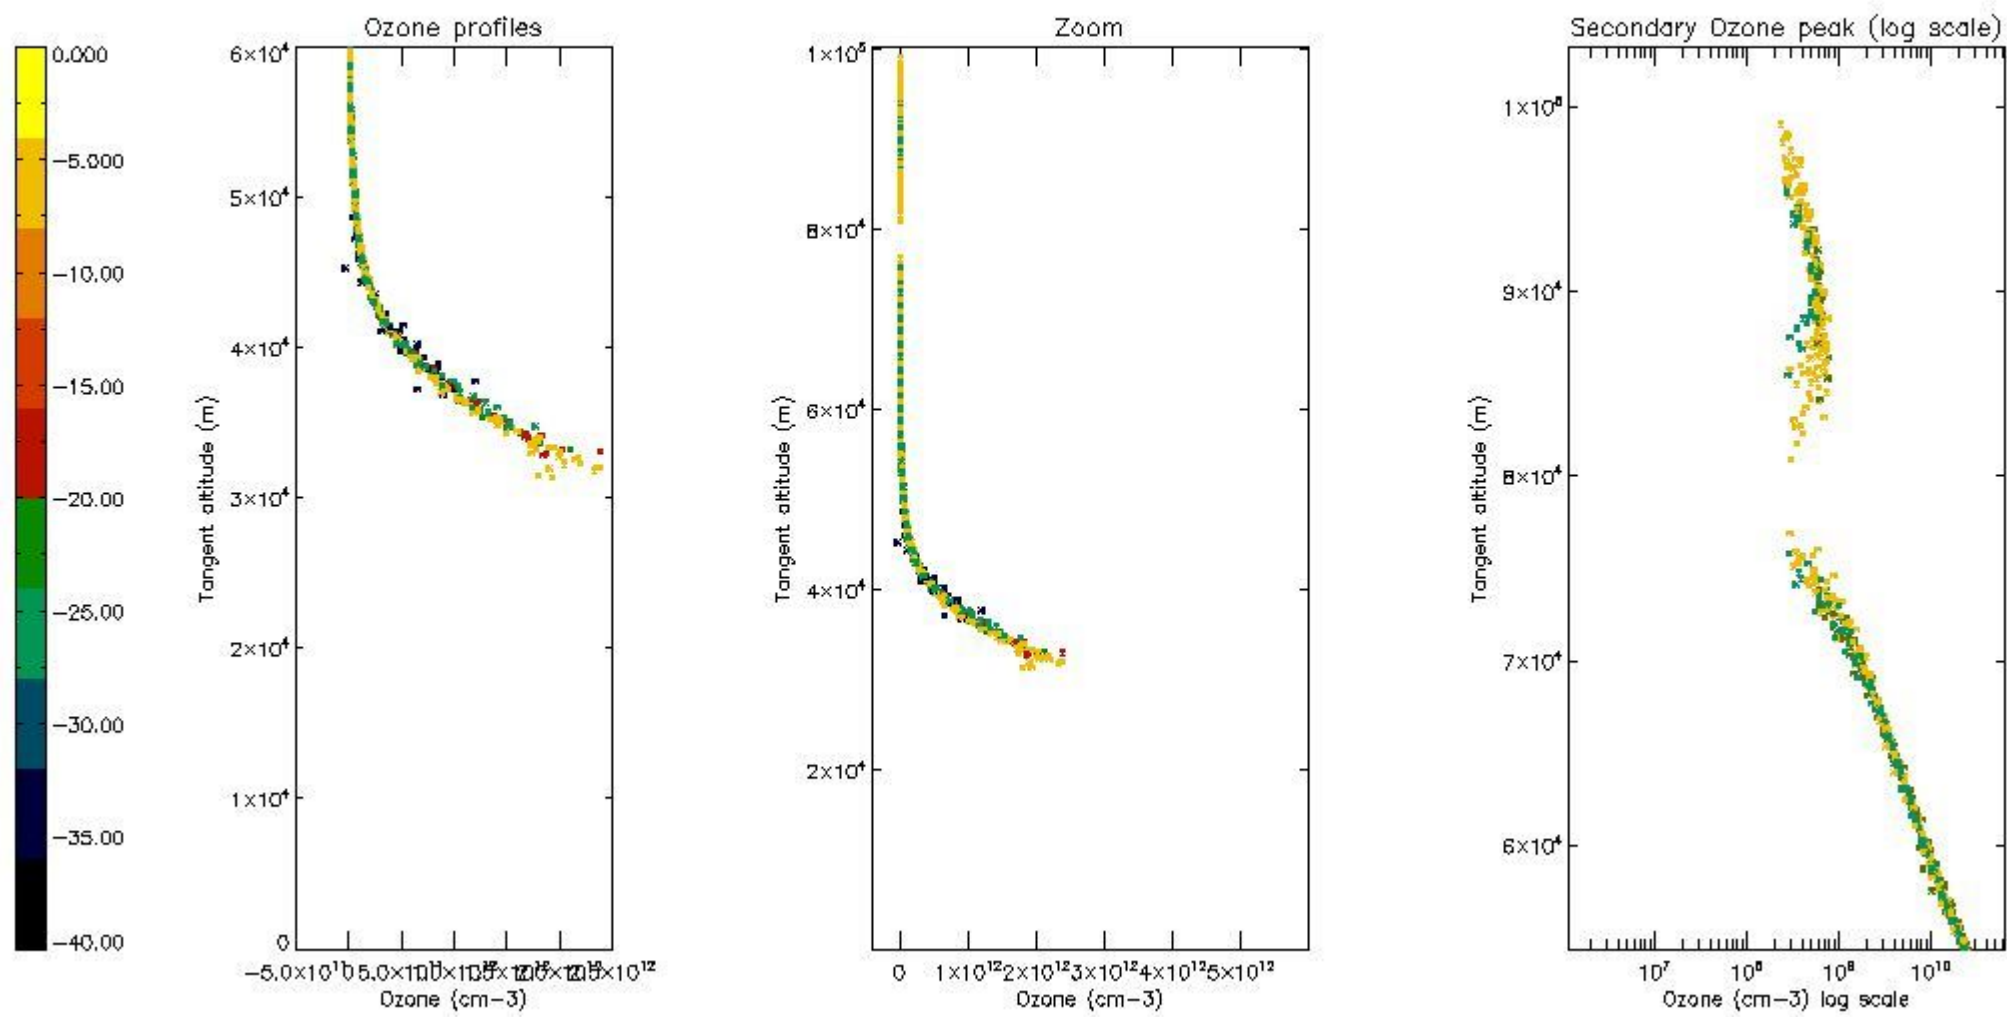 Ozone profiles
Zoom
Secondary Ozone peak (log scale)
0.000
−5.000
−10.00
−15.00
−20.00
−25.00
−30.00
−35.00
−40.00
6×10⁴
5×10⁴
4×10⁴
3×10⁴
2×10⁴
1×10⁴
0
Tangent altitude (m)
Ozone (cm−3)
1×10⁵
8×10⁴
6×10⁴
4×10⁴
2×10⁴
Tangent altitude (m)
0 1×10¹² 2×10¹² 3×10¹² 4×10¹² 5×10¹²
Ozone (cm−3)
9×10⁴
8×10⁴
7×10⁴
6×10⁴
Tangent altitude (m)
10⁷ 10⁸ 10⁹ 10¹⁰
Ozone (cm−3) log scale